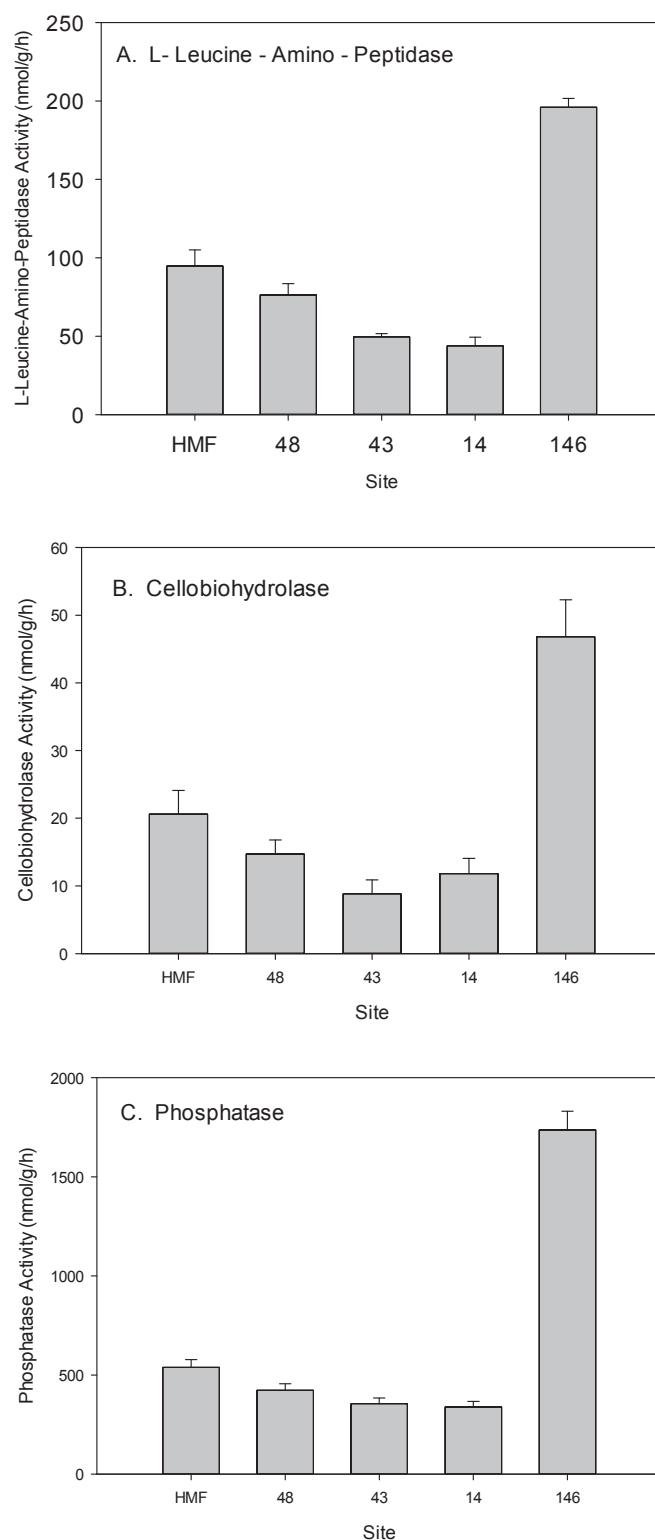 A. L- Leucine - Amino - Peptidase
L-Leucine-Amino-Peptidase Activity (nmol/g/h)
250
200
150
100
50
0
HMF 48 43 14 146
Site
B. Cellobiohydrolase
Cellobiohydrolase Activity (nmol/g/h)
60
50
40
30
20
10
0
HMF 48 43 14 146
Site
C. Phosphatase
Phosphatase Activity (nmol/g/h)
2000
1500
1000
500
0
HMF 48 43 14 146
Site